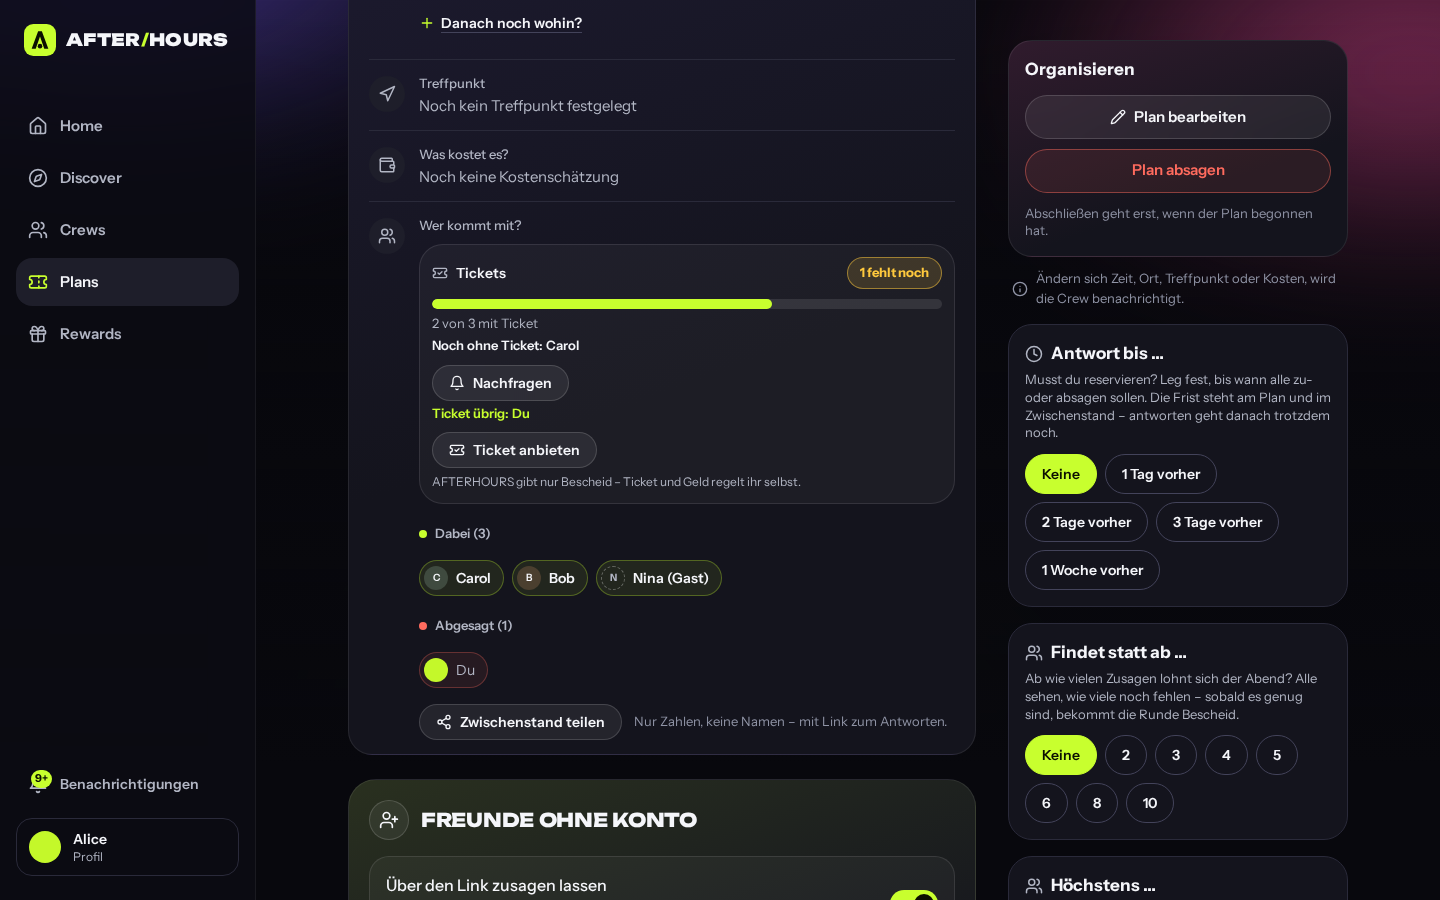 AFTER/HOURS
Home
Discover
Crews
Plans
Rewards
9+
Benachrichtigungen
Alice
Profil
Danach noch wohin?
Treffpunkt
Noch kein Treffpunkt festgelegt
Was kostet es?
Noch keine Kostenschätzung
Wer kommt mit?
Tickets
1 fehlt noch
2 von 3 mit Ticket
Noch ohne Ticket: Carol
Nachfragen
Ticket übrig: Du
Ticket anbieten
AFTERHOURS gibt nur Bescheid – Ticket und Geld regelt ihr selbst.
Dabei (3)
C Carol
B Bob
N Nina (Gast)
Abgesagt (1)
Du
Zwischenstand teilen
Nur Zahlen, keine Namen – mit Link zum Antworten.
FREUNDE OHNE KONTO
Über den Link zusagen lassen
Organisieren
Plan bearbeiten
Plan absagen
Abschließen geht erst, wenn der Plan begonnen
hat.
Ändern sich Zeit, Ort, Treffpunkt oder Kosten, wird
die Crew benachrichtigt.
Antwort bis ...
Musst du reservieren? Leg fest, bis wann alle zu-
oder absagen sollen. Die Frist steht am Plan und im
Zwischenstand – antworten geht danach trotzdem
noch.
Keine
1 Tag vorher
2 Tage vorher
3 Tage vorher
1 Woche vorher
Findet statt ab ...
Ab wie vielen Zusagen lohnt sich der Abend? Alle
sehen, wie viele noch fehlen – sobald es genug
sind, bekommt die Runde Bescheid.
Keine
2
3
4
5
6
8
10
Höchstens ...